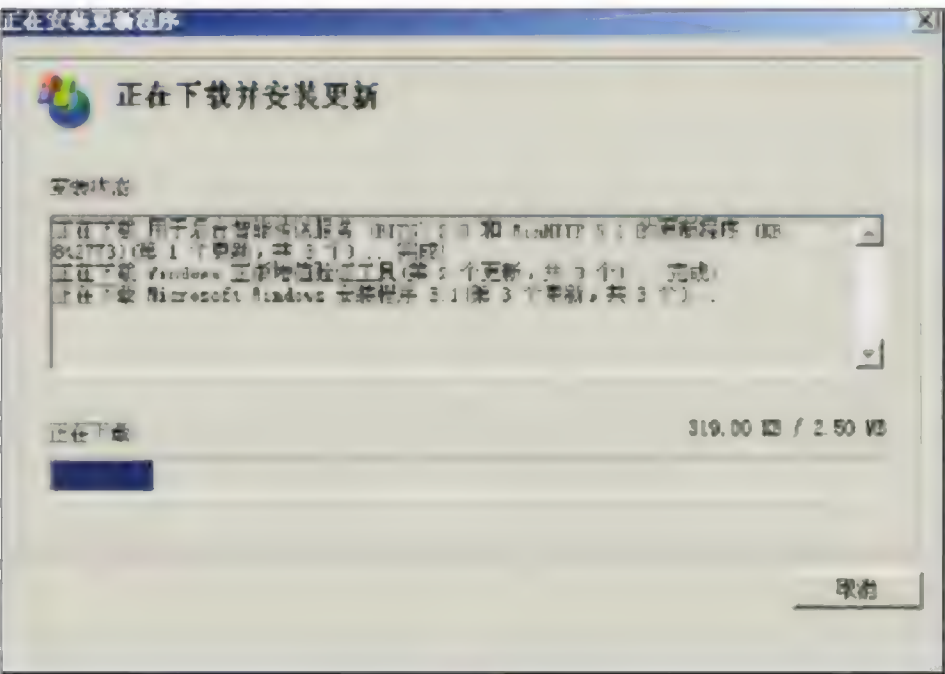 正在安装更新程序
正在下载并安装更新
安装状态
正在下载 用于后台智能传送服务 (BITS) 2.0 和 WinHTTP 5.1 的更新程序 (KB
842773)(第 1 个更新，共 3 个)... 完成!
正在下载 Windows 正版增值验证工具(第 2 个更新，共 3 个)... 完成!
正在下载 Microsoft Windows 安装程序 3.1(第 3 个更新，共 3 个)...
正在下载
319.00 KB / 2.50 MB
取消